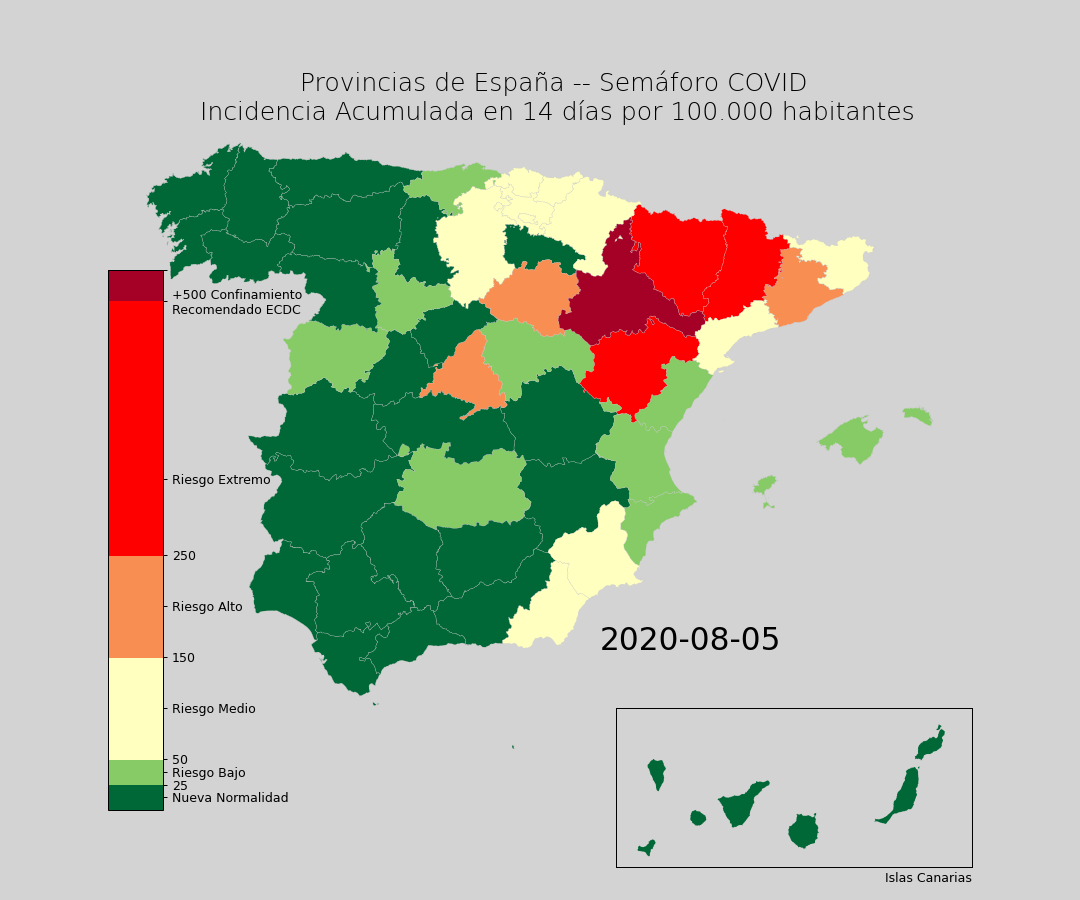 Provincias de España -- Semáforo COVID
Incidencia Acumulada en 14 días por 100.000 habitantes
+500 Confinamiento
Recomendado ECDC
Riesgo Extremo
250
Riesgo Alto
150
Riesgo Medio
50
Riesgo Bajo
25
Nueva Normalidad
2020-08-05
Islas Canarias